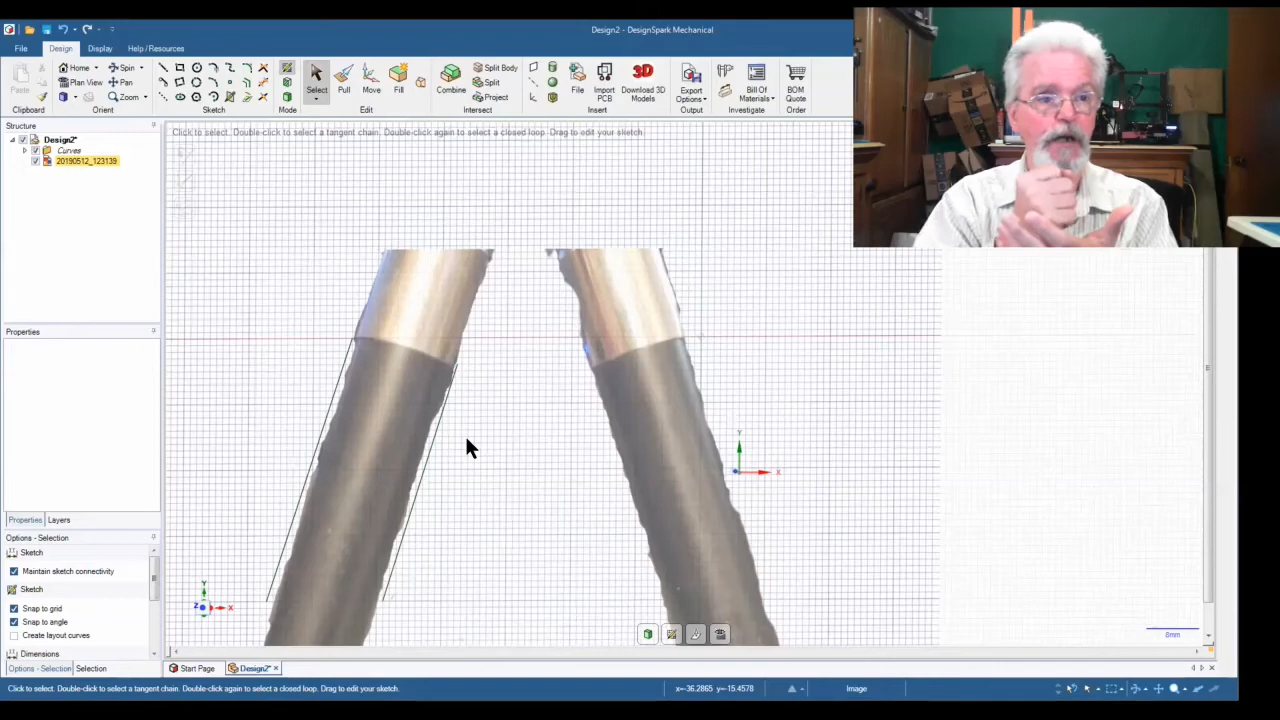 Design2 - DesignSpark Mechanical
File Design Display Help / Resources
Paste
Clipboard
Home
Plan View
Spin
Pan
Zoom
Orient
Sketch
Mode
Select
Pull
Move
Fill
Edit
Combine
Split Body
Split
Project
Intersect
File
Import PCB
3D
Download 3D Models
Insert
Export Options
Output
Bill Of Materials
Investigate
BOM Quote
Order
Structure
Design2*
Curves
20190512_123139
Click to select. Double-click to select a tangent chain. Double-click again to select a closed loop. Drag to edit your sketch.
Properties
Properties Layers
Options - Selection
Sketch
Maintain sketch connectivity
Sketch
Snap to grid
Snap to angle
Create layout curves
Dimensions
Options - Selection Selection
Y
X
Y
Z X
8mm
Start Page Design2*
Click to select. Double-click to select a tangent chain. Double-click again to select a closed loop. Drag to edit your sketch.
x=-36.2865 y=-15.4578
Image